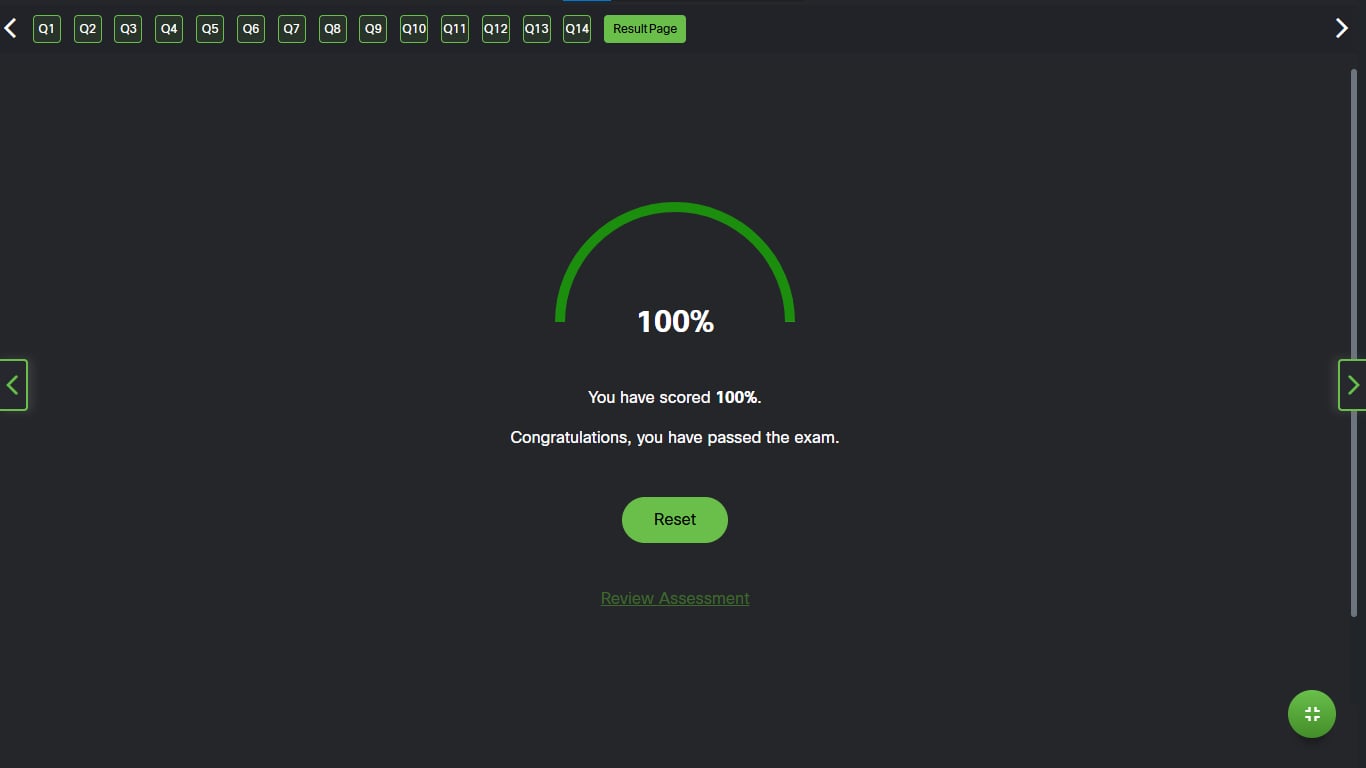 Q1 Q2 Q3 Q4 Q5 Q6 Q7 Q8 Q9 Q10 Q11 Q12 Q13 Q14 Result Page
100%
You have scored 100%.
Congratulations, you have passed the exam.
Reset
Review Assessment